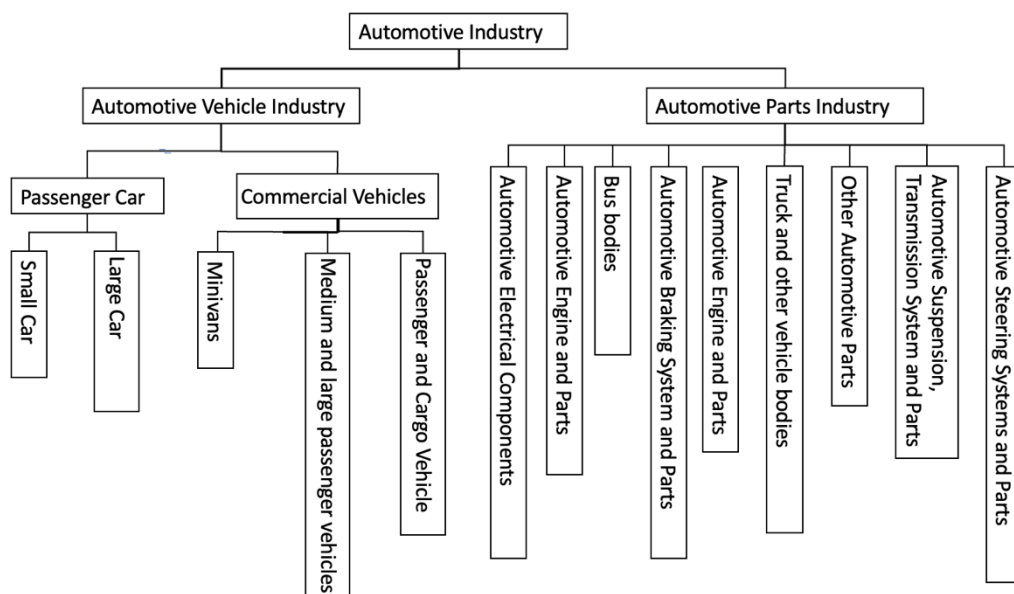 Automotive Industry
Automotive Vehicle Industry
Automotive Parts Industry
Passenger Car
Commercial Vehicles
Small Car
Large Car
Minivans
Medium and large passenger vehicles
Passenger and Cargo Vehicle
Automotive Electrical Components
Automotive Engine and Parts
Bus bodies
Automotive Braking System and Parts
Automotive Engine and Parts
Truck and other vehicle bodies
Other Automotive Parts
Automotive Suspension,
Transmission System and Parts
Automotive Steering Systems and Parts